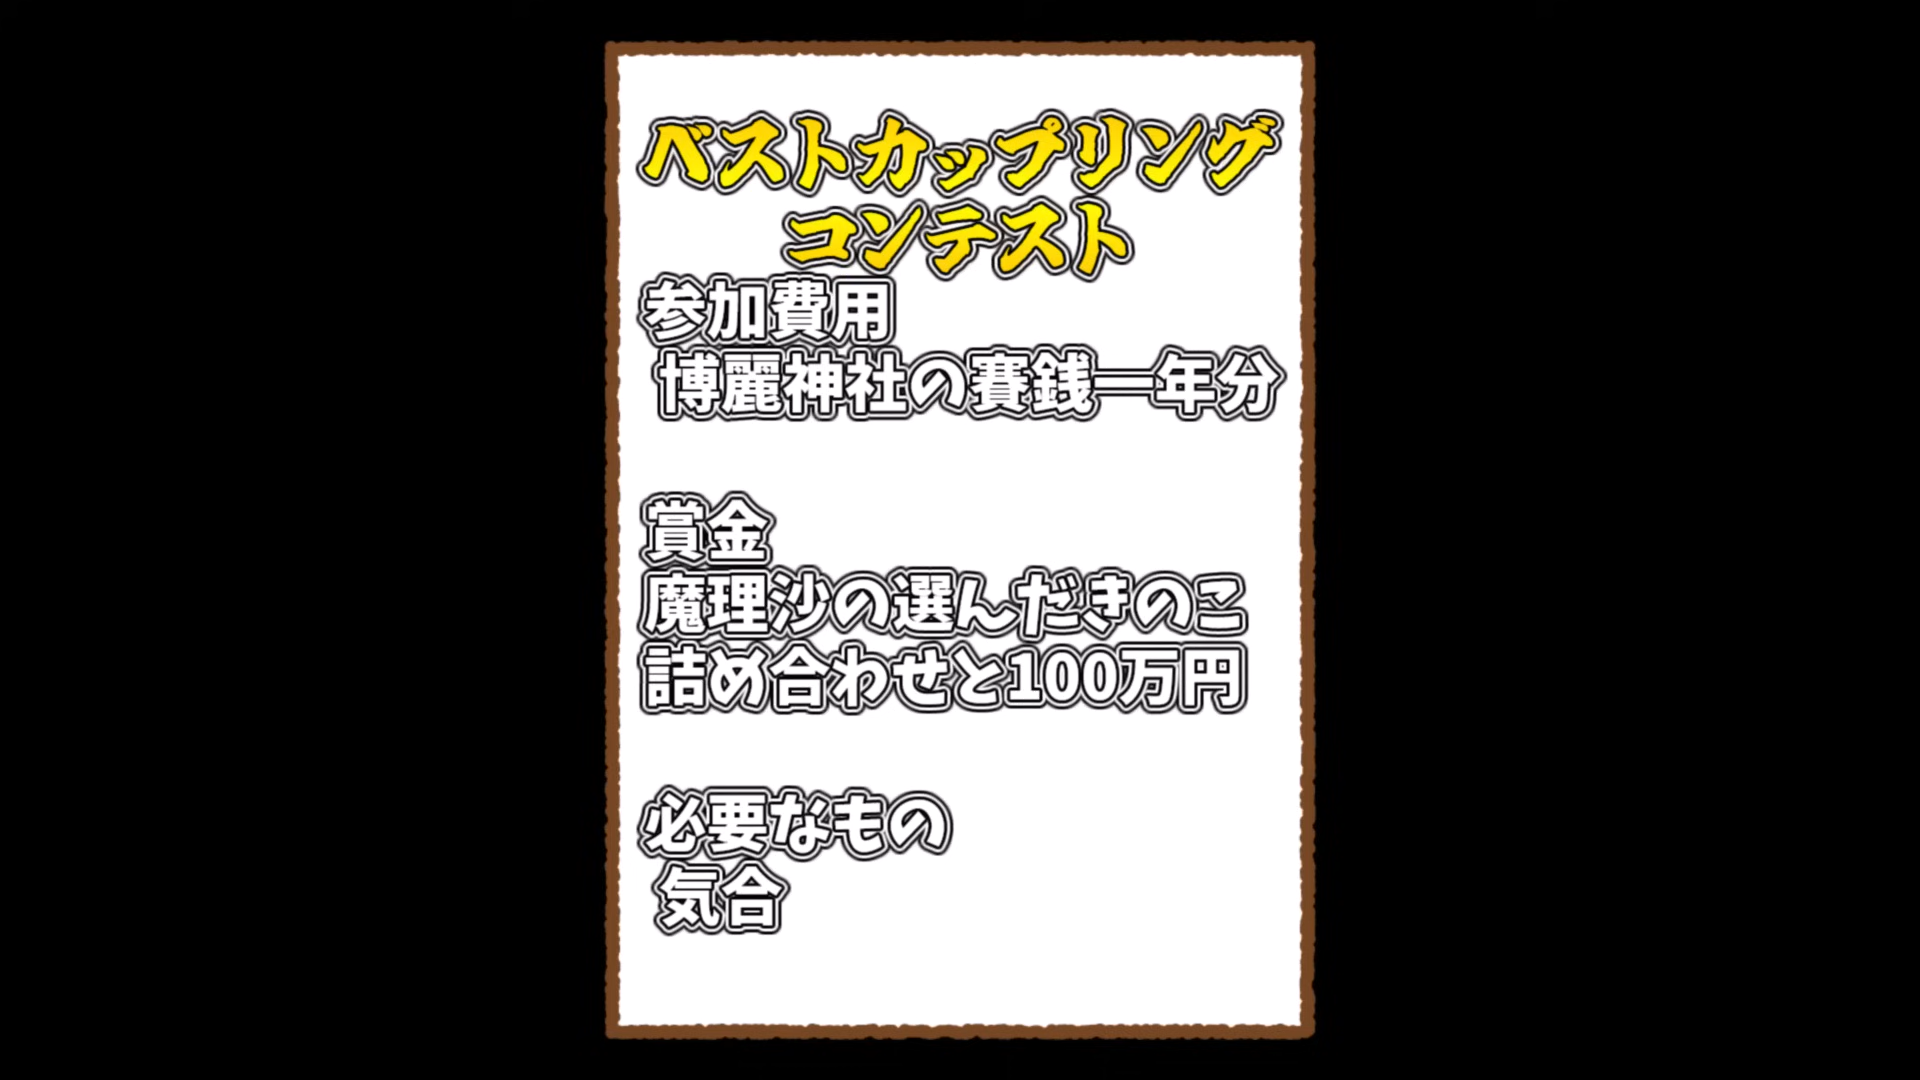 ベストカップリング
コンテスト
参加費用
博麗神社の賽銭一年分
賞金
魔理沙の選んだきのこ
詰め合わせと100万円
必要なもの
気合